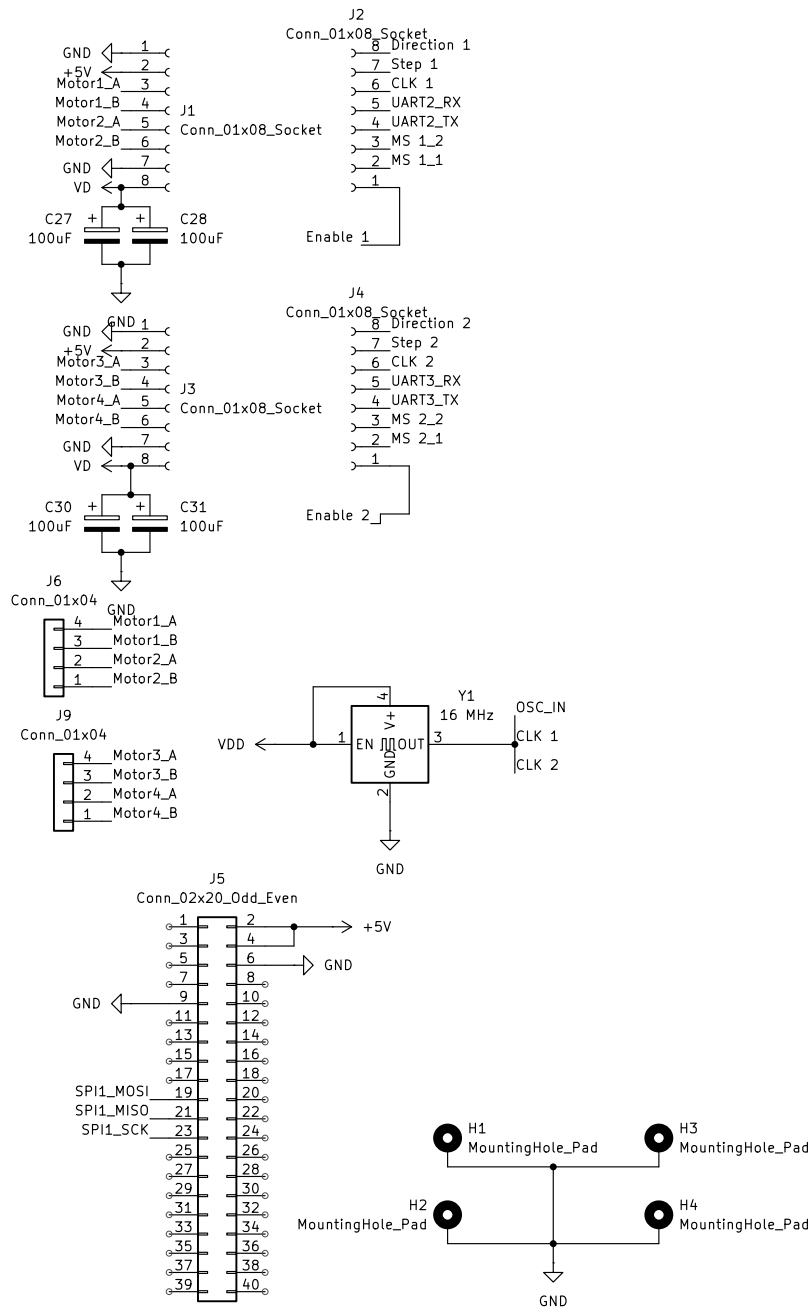 J2
Conn_01x08_Socket
GND 1
+5V 2
Motor1_A 3
Motor1_B 4
Motor2_A 5
Motor2_B 6
GND 7
VD 8
J1
Conn_01x08_Socket
8 Direction 1
7 Step 1
6 CLK 1
5 UART2_RX
4 UART2_TX
3 MS 1_2
2 MS 1_1
1
Enable 1
C27
100uF
+
+
C28
100uF
GND
J4
Conn_01x08_Socket
GND 1
+5V 2
Motor3_A 3
Motor3_B 4
Motor4_A 5
Motor4_B 6
GND 7
VD 8
J3
Conn_01x08_Socket
8 Direction 2
7 Step 2
6 CLK 2
5 UART3_RX
4 UART3_TX
3 MS 2_2
2 MS 2_1
1
Enable 2
C30
100uF
+
+
C31
100uF
GND
J6
Conn_01x04
4 Motor1_A
3 Motor1_B
2 Motor2_A
1 Motor2_B
J9
Conn_01x04
4 Motor3_A
3 Motor3_B
2 Motor4_A
1 Motor4_B
Y1
16 MHz
4
V+
VDD
1
EN
OUT
3
GND
2
GND
OSC_IN
CLK 1
CLK 2
J5
Conn_02x20_Odd_Even
1 2 +5V
3 4
5 6 GND
7 8
GND 9 10
11 12
13 14
15 16
17 18
SPI1_MOSI 19 20
SPI1_MISO 21 22
SPI1_SCK 23 24
25 26
27 28
29 30
31 32
33 34
35 36
37 38
39 40
H1
MountingHole_Pad
H3
MountingHole_Pad
H2
MountingHole_Pad
H4
MountingHole_Pad
GND